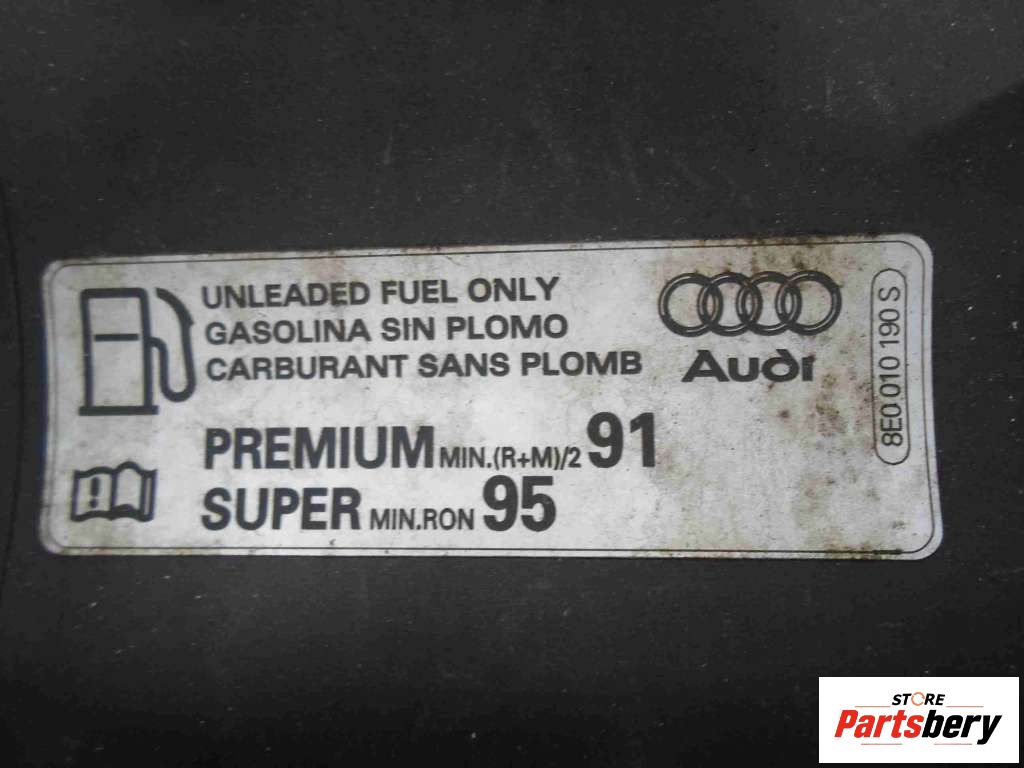 UNLEADED FUEL ONLY
GASOLINA SIN PLOMO
CARBURANT SANS PLOMB
Audi
8E0 010 190 S
PREMIUM MIN.(R+M)/2 91
SUPER MIN.RON 95
STORE
Partsbery